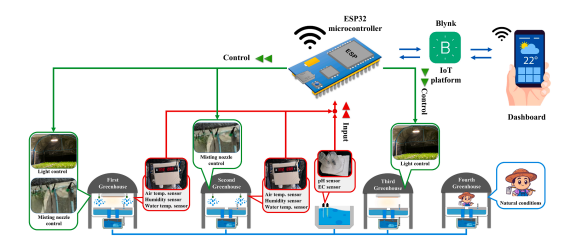 ESP32
microcontroller
Blynk
B
ESP
IoT
platform
22°
Dashboard
Control
Control
Input
Light control
Misting nozzle
control
First
Greenhouse
Air temp. sensor
Humidity sensor
Water temp. sensor
Misting nozzle
control
Second
Greenhouse
Air temp. sensor
Humidity sensor
Water temp. sensor
pH sensor
EC sensor
Light control
Third
Greenhouse
Fourth
Greenhouse
Natural conditions